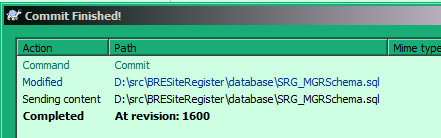 Commit Finished!
Action Path Mime type
Command Commit
Modified D:\src\BRESiteRegister\database\SRG_MGRSchema.sql
Sending content D:\src\BRESiteRegister\database\SRG_MGRSchema.sql
Completed At revision: 1600